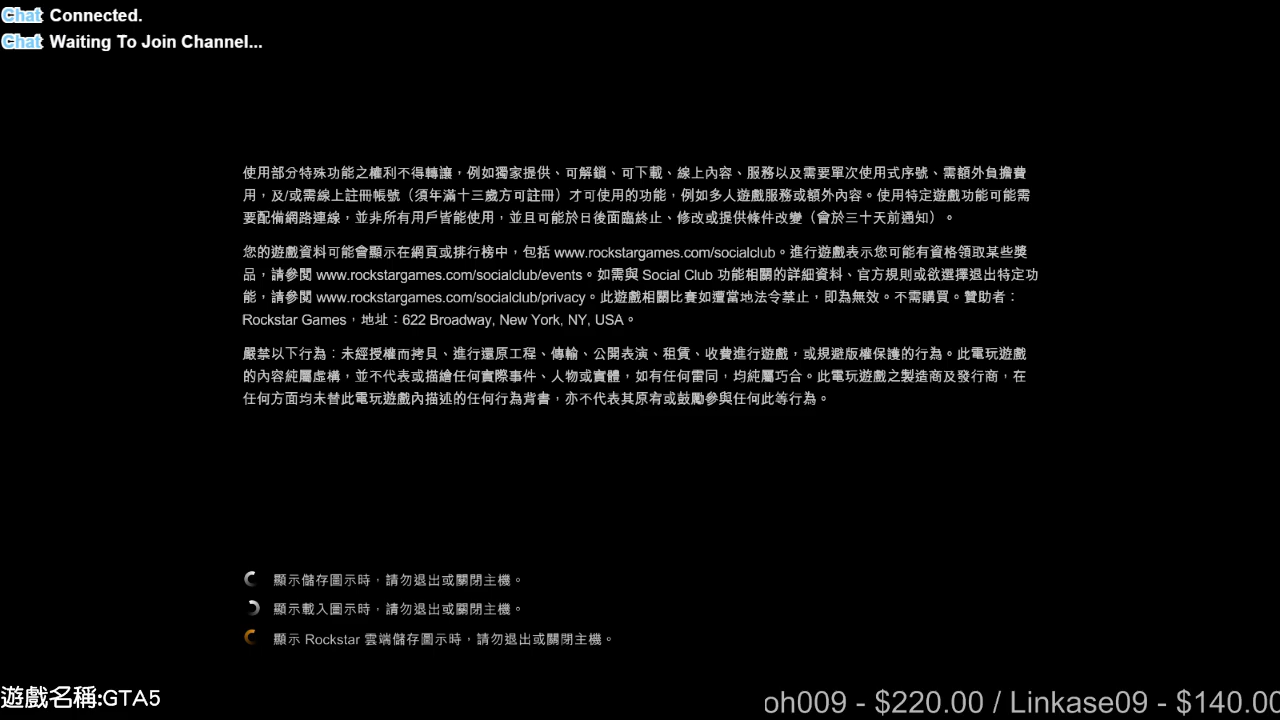 Chat Connected.
Chat Waiting To Join Channel...
使用部分特殊功能之權利不得轉讓，例如獨家提供、可解鎖、可下載、線上內容、服務以及需要單次使用式序號、需額外負擔費
用，及/或需線上註冊帳號（須年滿十三歲方可註冊）才可使用的功能，例如多人遊戲服務或額外內容。使用特定遊戲功能可能需
要配備網路連線，並非所有用戶皆能使用，並且可能於日後面臨終止、修改或提供條件改變（會於三十天前通知）。
您的遊戲資料可能會顯示在網頁或排行榜中，包括 www.rockstargames.com/socialclub。進行遊戲表示您可能有資格領取某些獎
品，請參閱 www.rockstargames.com/socialclub/events。如需與 Social Club 功能相關的詳細資料、官方規則或欲選擇退出特定功
能，請參閱 www.rockstargames.com/socialclub/privacy。此遊戲相關比賽如遭當地法令禁止，即為無效。不需購買。贊助者：
Rockstar Games，地址：622 Broadway, New York, NY, USA。
嚴禁以下行為：未經授權而拷貝、進行還原工程、傳輸、公開表演、租賃、收費進行遊戲，或規避版權保護的行為。此電玩遊戲
的內容純屬虛構，並不代表或描繪任何實際事件、人物或實體，如有任何雷同，均純屬巧合。此電玩遊戲之製造商及發行商，在
任何方面均未替此電玩遊戲內描述的任何行為背書，亦不代表其原宥或鼓勵參與任何此等行為。
顯示儲存圖示時，請勿退出或關閉主機。
顯示載入圖示時，請勿退出或關閉主機。
顯示 Rockstar 雲端儲存圖示時，請勿退出或關閉主機。
遊戲名稱:GTA5
oh009 - $220.00 / Linkase09 - $140.00